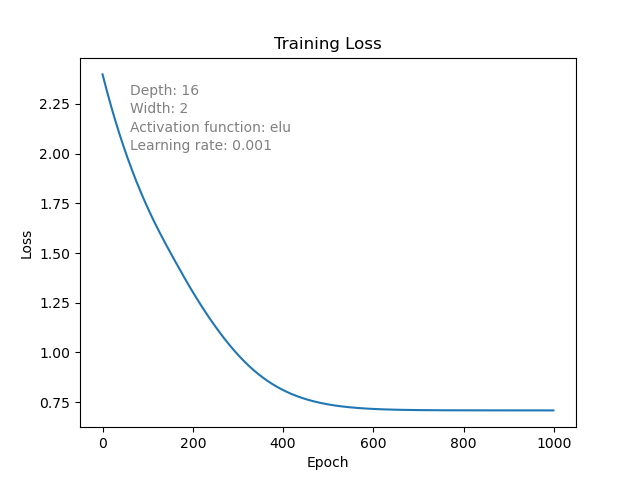 Training Loss
Depth: 16
Width: 2
Activation function: elu
Learning rate: 0.001
Loss
2.25
2.00
1.75
1.50
1.25
1.00
0.75
0 200 400 600 800 1000
Epoch